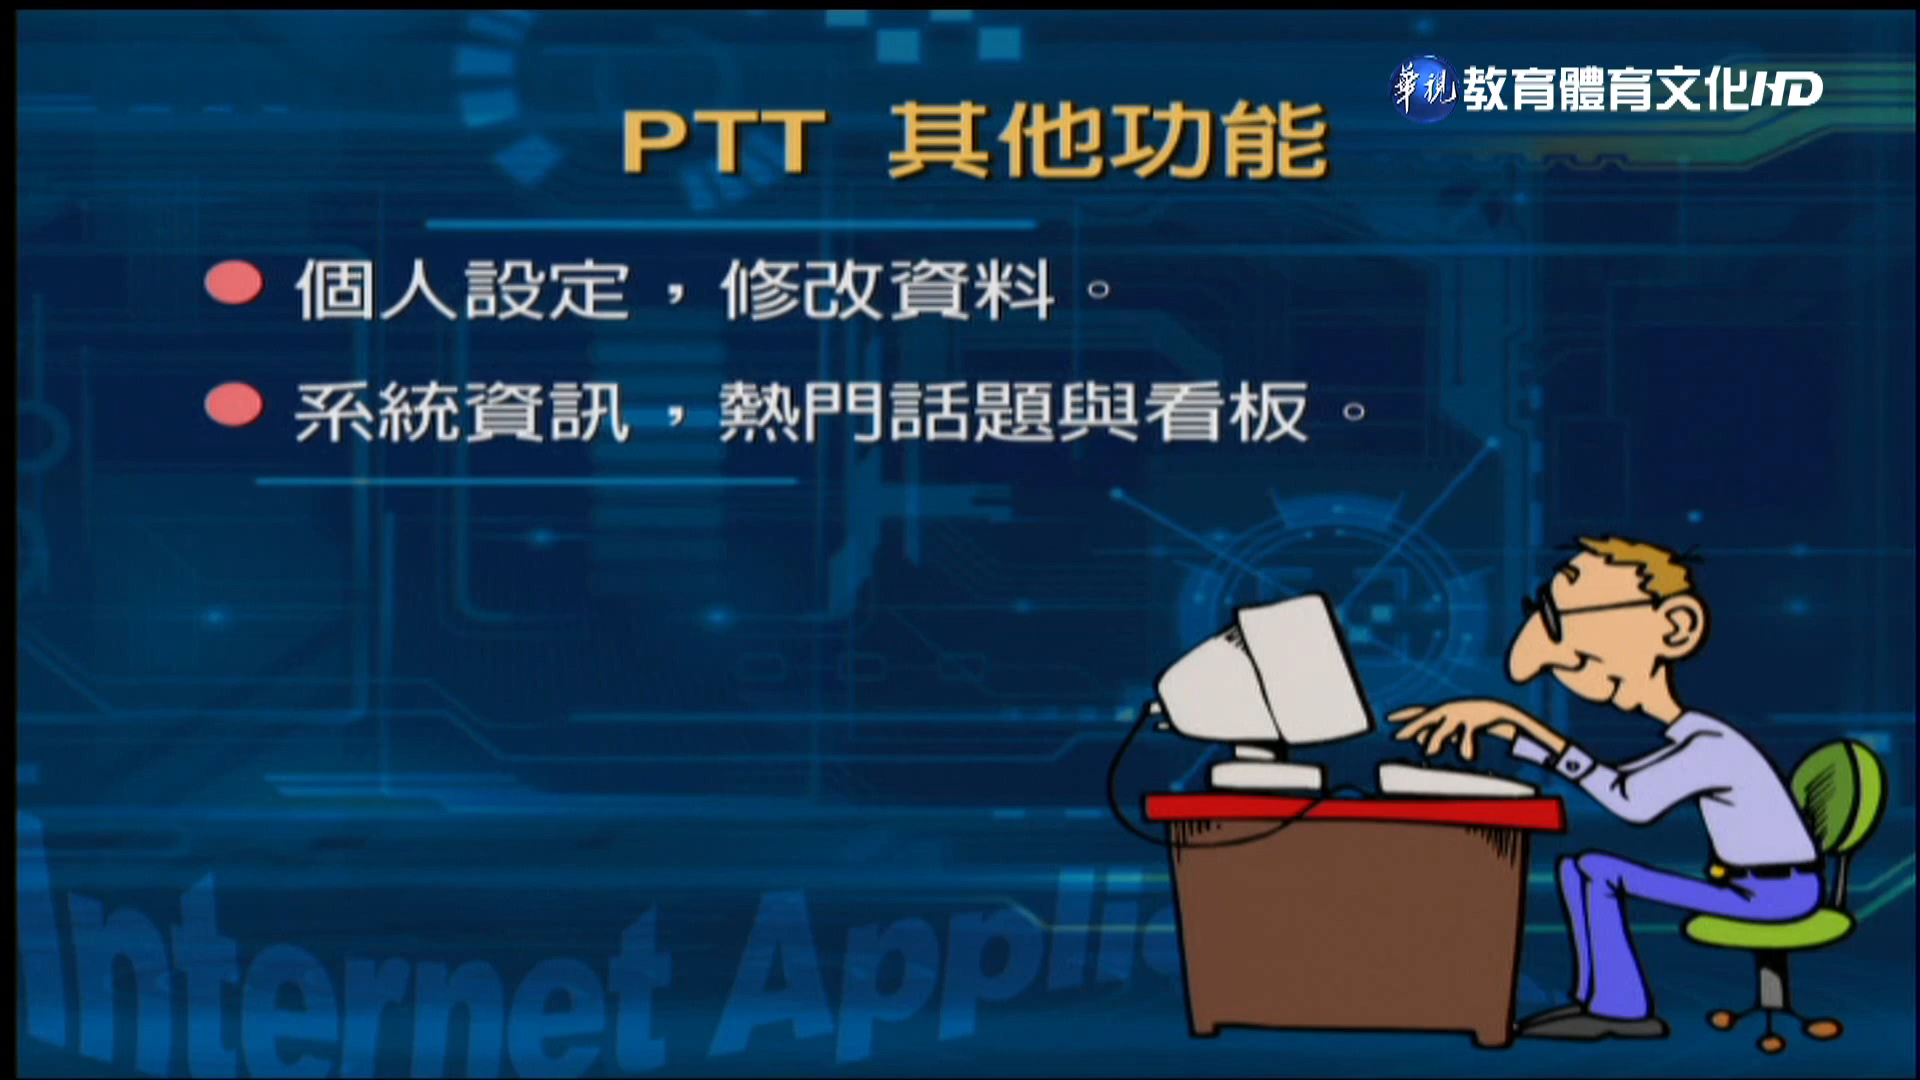 華視 教育體育文化HD
PTT 其他功能
個人設定，修改資料。
系統資訊，熱門話題與看板。
Internet Applic